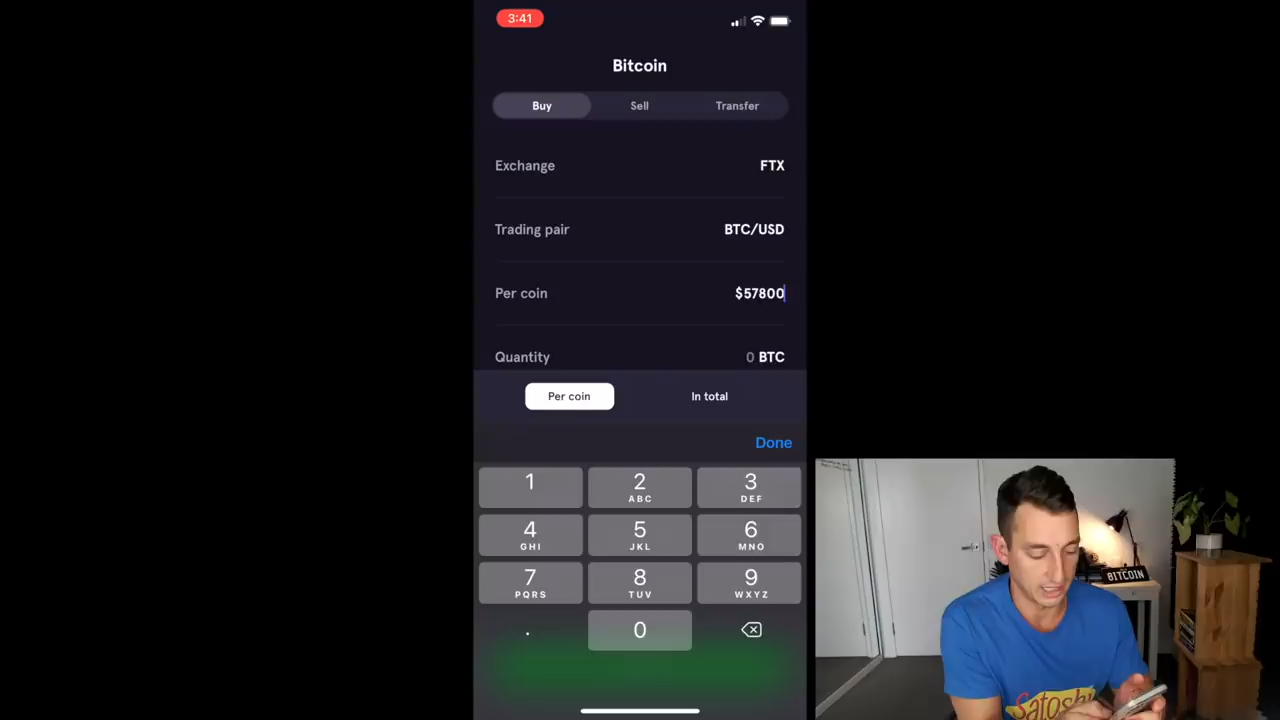 3:41
Bitcoin
Buy Sell Transfer
Exchange FTX
Trading pair BTC/USD
Per coin $57800
Quantity 0 BTC
Per coin In total
Done
1 2 3
ABC DEF
4 5 6
GHI JKL MNO
7 8 9
PQRS TUV WXYZ
. 0
BITCOIN
Satoshi